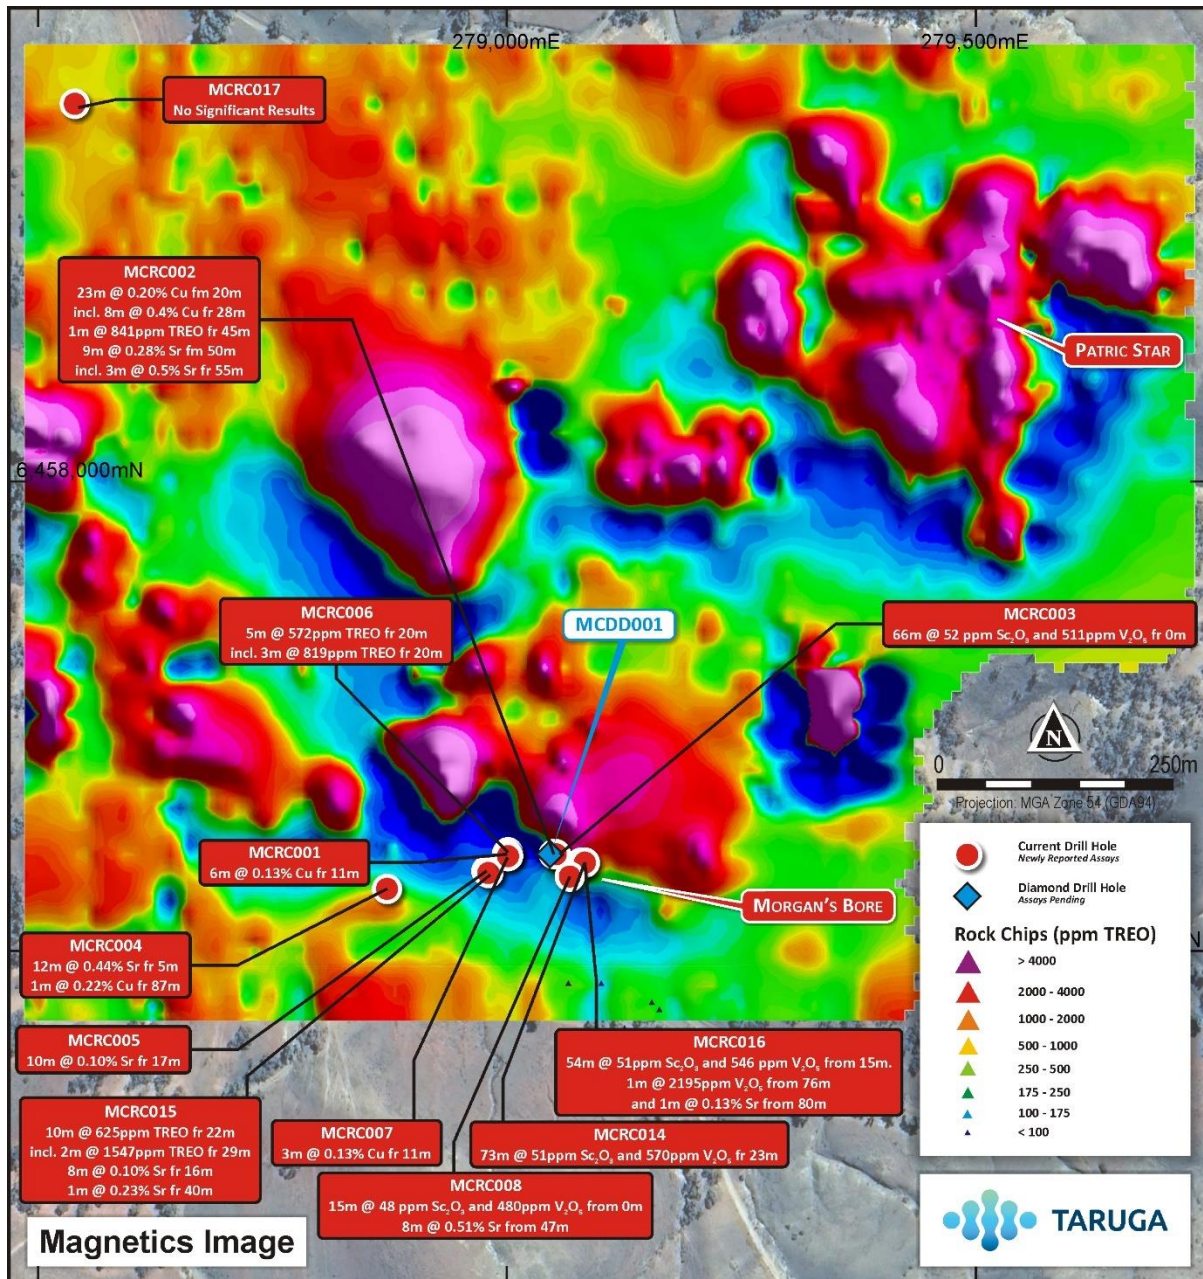 279,000mE
279,500mE
MCRC017
No Significant Results
MCRC002
23m @ 0.20% Cu fm 20m
incl. 8m @ 0.4% Cu fr 28m
1m @ 841ppm TREO fr 45m
9m @ 0.28% Sr fm 50m
incl. 3m @ 0.5% Sr fr 55m
PATRIC STAR
6 458,000mN
MCRC006
5m @ 572ppm TREO fr 20m
incl. 3m @ 819ppm TREO fr 20m
MCDD001
MCRC003
66m @ 52 ppm Sc₂O₃ and 511ppm V₂O₅ fr 0m
N
0
250m
Projection: MGA Zone 54 (GDA94)
MCRC001
6m @ 0.13% Cu fr 11m
MORGAN'S BORE
MCRC004
12m @ 0.44% Sr fr 5m
1m @ 0.22% Cu fr 87m
MCRC005
10m @ 0.10% Sr fr 17m
MCRC015
10m @ 625ppm TREO fr 22m
incl. 2m @ 1547ppm TREO fr 29m
8m @ 0.10% Sr fr 16m
1m @ 0.23% Sr fr 40m
MCRC007
3m @ 0.13% Cu fr 11m
MCRC016
54m @ 51ppm Sc₂O₃ and 546 ppm V₂O₅ from 15m.
1m @ 2195ppm V₂O₅ from 76m
and 1m @ 0.13% Sr from 80m
MCRC014
73m @ 51ppm Sc₂O₃ and 570ppm V₂O₅ fr 23m
MCRC008
15m @ 48 ppm Sc₂O₃ and 480ppm V₂O₅ from 0m
8m @ 0.51% Sr from 47m
Current Drill Hole
Newly Reported Assays
Diamond Drill Hole
Assays Pending
Rock Chips (ppm TREO)
> 4000
2000 - 4000
1000 - 2000
500 - 1000
250 - 500
175 - 250
100 - 175
< 100
N
Magnetics Image
TARUGA